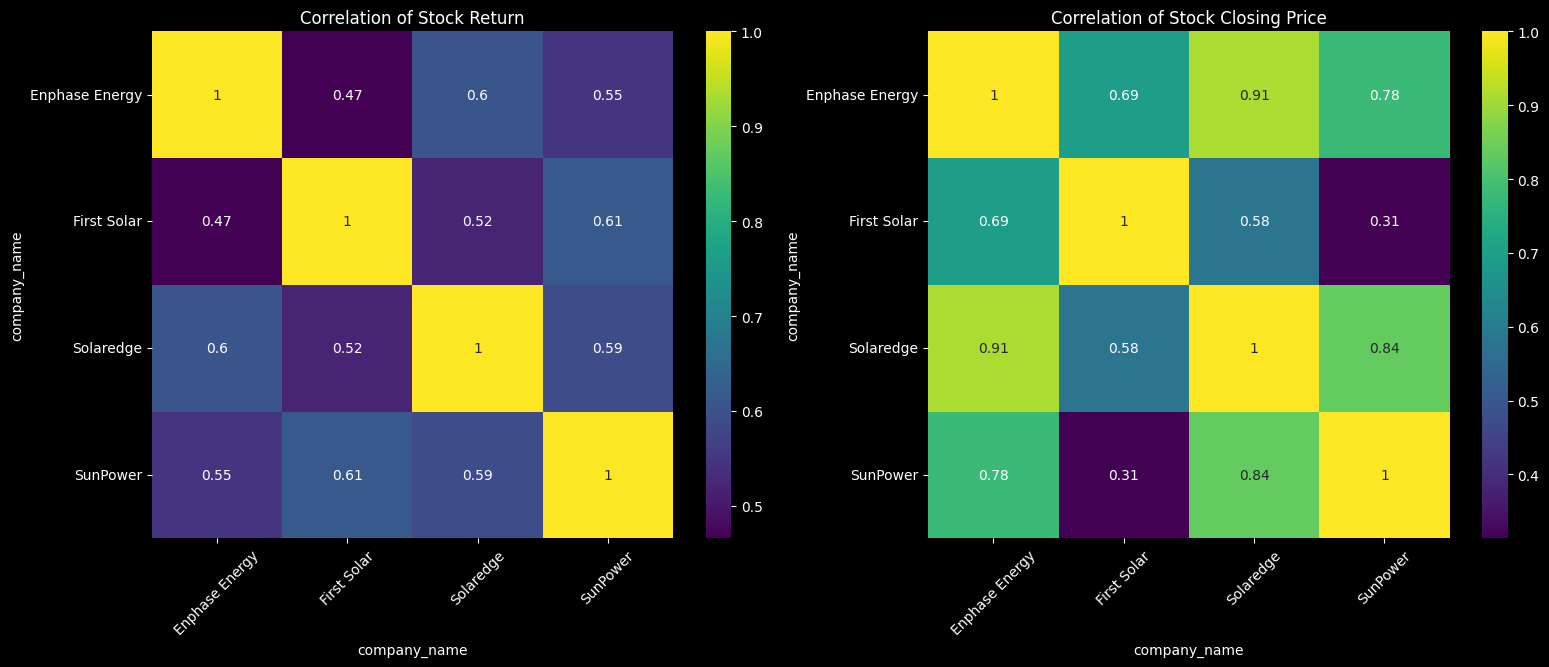 Correlation of Stock Return
Enphase Energy 1 0.47 0.6 0.55
First Solar 0.47 1 0.52 0.61
Solaredge 0.6 0.52 1 0.59
SunPower 0.55 0.61 0.59 1
company_name
Enphase Energy First Solar Solaredge SunPower
company_name
1.0
0.9
0.8
0.7
0.6
0.5
Correlation of Stock Closing Price
Enphase Energy 1 0.69 0.91 0.78
First Solar 0.69 1 0.58 0.31
Solaredge 0.91 0.58 1 0.84
SunPower 0.78 0.31 0.84 1
company_name
Enphase Energy First Solar Solaredge SunPower
company_name
1.0
0.9
0.8
0.7
0.6
0.5
0.4